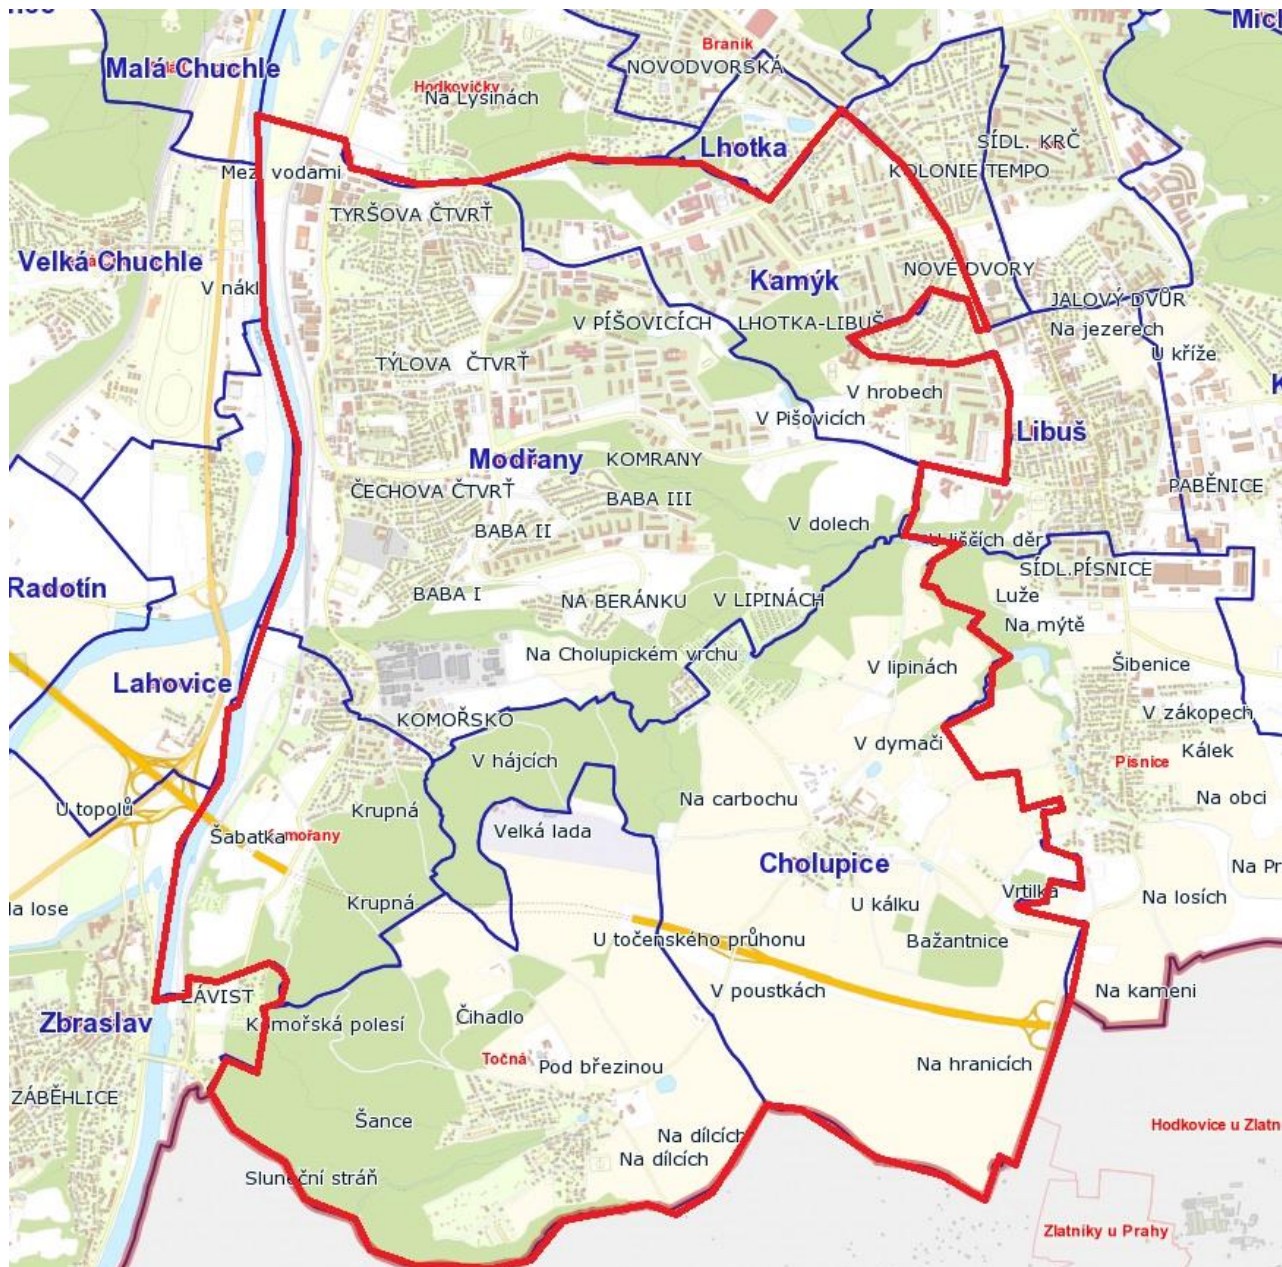 Malá Chuchle
Braník
NOVODVORSKÁ
Hodkovičky
Na Lysinách
Lhotka
SÍDL. KRČ
KOLONIE TEMPO
Mezi vodami
TYRŠOVA ČTVRŤ
Velká Chuchle
V nákl
Kamýk
NOVÉ DVORY
JALOVÝ DVŮR
V PÍŠOVICÍCH
LHOTKA-LIBUŠ
Na jezerech
U kříže
TÝLOVA ČTVRŤ
V hrobech
V Pišovicích
Libuš
Modřany
KOMRANY
ČECHOVA ČTVRŤ
BABA III
PABĚNICE
BABA II
V dolech
U liščích děr
SÍDL.PÍSNICE
Radotín
BABA I
NA BERÁNKU
V LIPINÁCH
Luže
Na mýtě
Na Cholupickém vrchu
V lipinách
Šibenice
Lahovice
KOMOŘSKO
V zákopech
V dymači
Kálek
V hájcích
Písnice
Na carbochu
Na obci
U topolů
Krupná
Šabatka
mořany
Velká lada
Cholupice
Na Pr
Krupná
Vrtilka
Na losích
la lose
U kálku
U točenského průhonu
Bažantnice
V poustkách
Na kameni
ZÁVIST
Zbraslav
Komořská polesí
Čihadlo
Točná
Pod březinou
Na hranicích
ZÁBĚHLICE
Šance
Hodkovice u Zlatn
Na dílcích
Na dílcích
Sluneční stráň
Zlatníky u Prahy